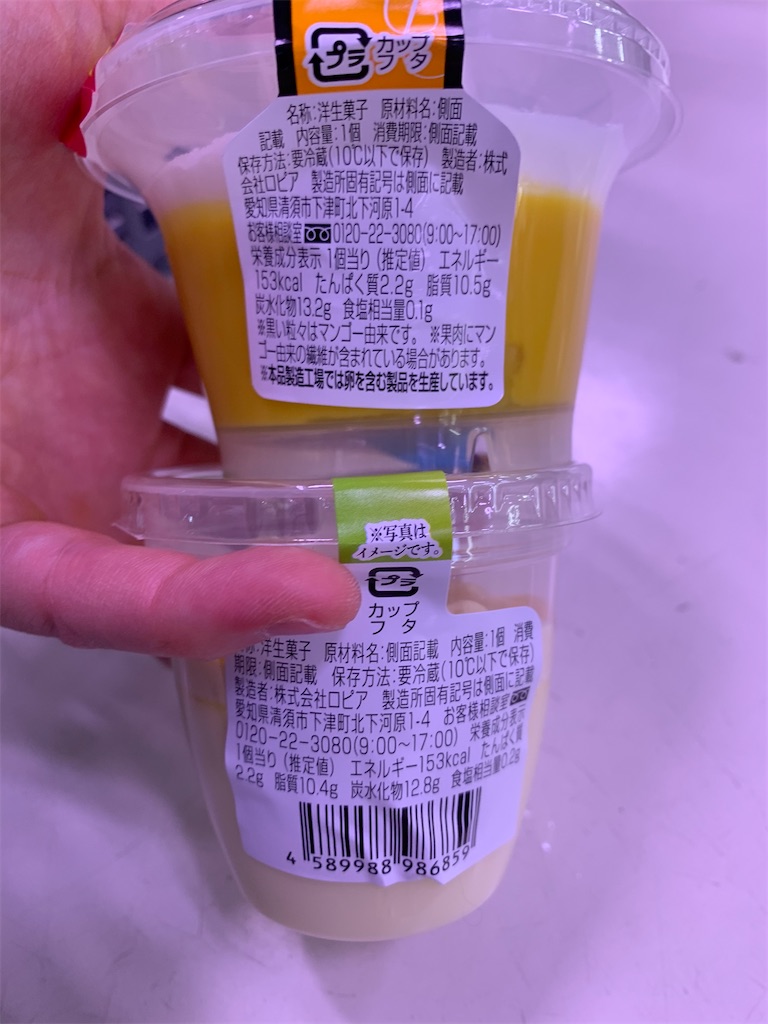 プラ
カップ
フタ
名称:洋生菓子 原材料名:側面
記載 内容量:1個 消費期限:側面記載
保存方法:要冷蔵(10℃以下で保存) 製造者:株式
会社ロピア 製造所固有記号は側面に記載
愛知県清須市下津町北下河原1-4
お客様相談室 0120-22-3080(9:00~17:00)
栄養成分表示 1個当り (推定値) エネルギー
153kcal たんぱく質2.2g 脂質10.5g
炭水化物13.2g 食塩相当量0.1g
※黒い粒々はマンゴー由来です。 ※果肉にマン
ゴー由来の繊維が含まれている場合があります。
※本品製造工場では卵を含む製品を生産しています。
※写真は
イメージです。
プラ
カップ
フタ
称:洋生菓子 原材料名:側面記載 内容量:1個 消費
期限:側面記載 保存方法:要冷蔵(10℃以下で保存)
製造者:株式会社ロピア 製造所固有記号は側面に記載
愛知県清須市下津町北下河原1-4 お客様相談室
0120-22-3080(9:00~17:00) 栄養成分表示
1個当り (推定値) エネルギー153kcal たんぱく質
2.2g 脂質10.4g 炭水化物12.8g 食塩相当量0.2g
4 589988 986859